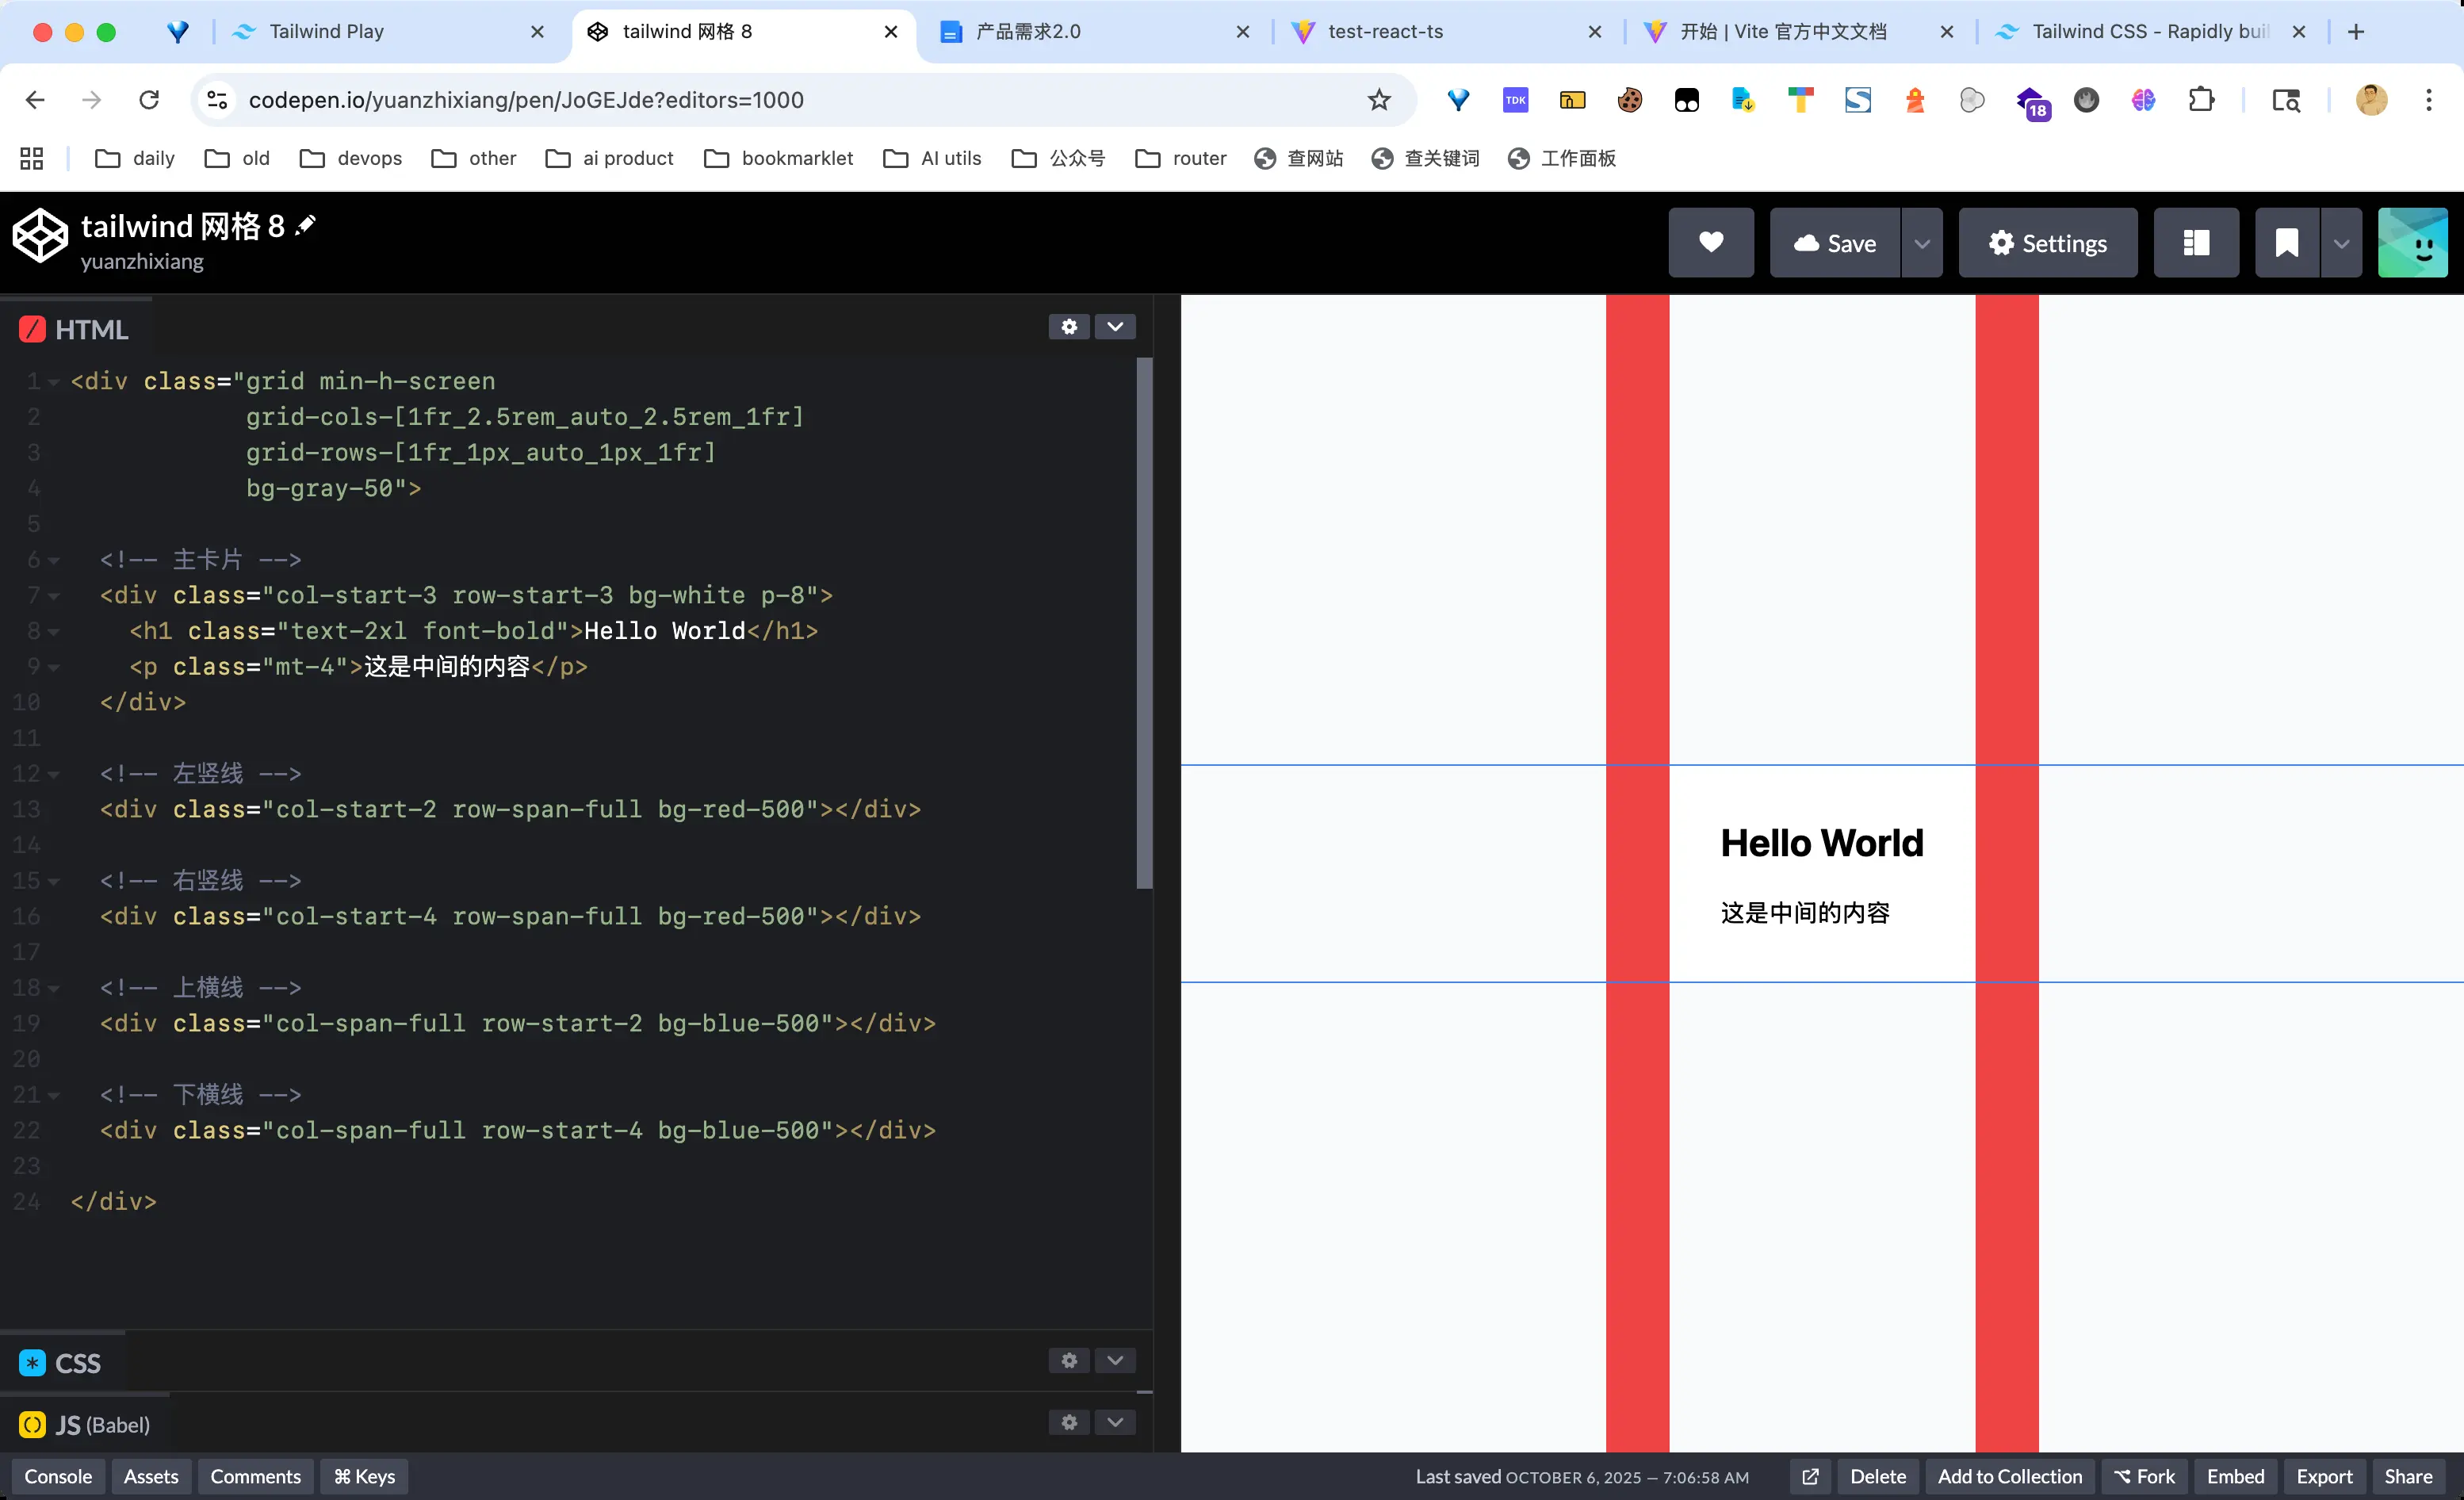 Tailwind Play
tailwind 网格 8
产品需求2.0
test-react-ts
开始 | Vite 官方中文文档
Tailwind CSS - Rapidly buil
codepen.io/yuanzhixiang/pen/JoGEJde?editors=1000
TDK
18
daily
old
devops
other
ai product
bookmarklet
AI utils
公众号
router
查网站
查关键词
工作面板
tailwind 网格 8
yuanzhixiang
Save
Settings
HTML
1 <div class="grid min-h-screen
2 grid-cols-[1fr_2.5rem_auto_2.5rem_1fr]
3 grid-rows-[1fr_1px_auto_1px_1fr]
4 bg-gray-50">
5
6 <!-- 主卡片 -->
7 <div class="col-start-3 row-start-3 bg-white p-8">
8 <h1 class="text-2xl font-bold">Hello World</h1>
9 <p class="mt-4">这是中间的内容</p>
10 </div>
11
12 <!-- 左竖线 -->
13 <div class="col-start-2 row-span-full bg-red-500"></div>
14
15 <!-- 右竖线 -->
16 <div class="col-start-4 row-span-full bg-red-500"></div>
17
18 <!-- 上横线 -->
19 <div class="col-span-full row-start-2 bg-blue-500"></div>
20
21 <!-- 下横线 -->
22 <div class="col-span-full row-start-4 bg-blue-500"></div>
23
24 </div>
Hello World
这是中间的内容
CSS
JS (Babel)
Console
Assets
Comments
⌘ Keys
Last saved OCTOBER 6, 2025 — 7:06:58 AM
Delete
Add to Collection
Fork
Embed
Export
Share